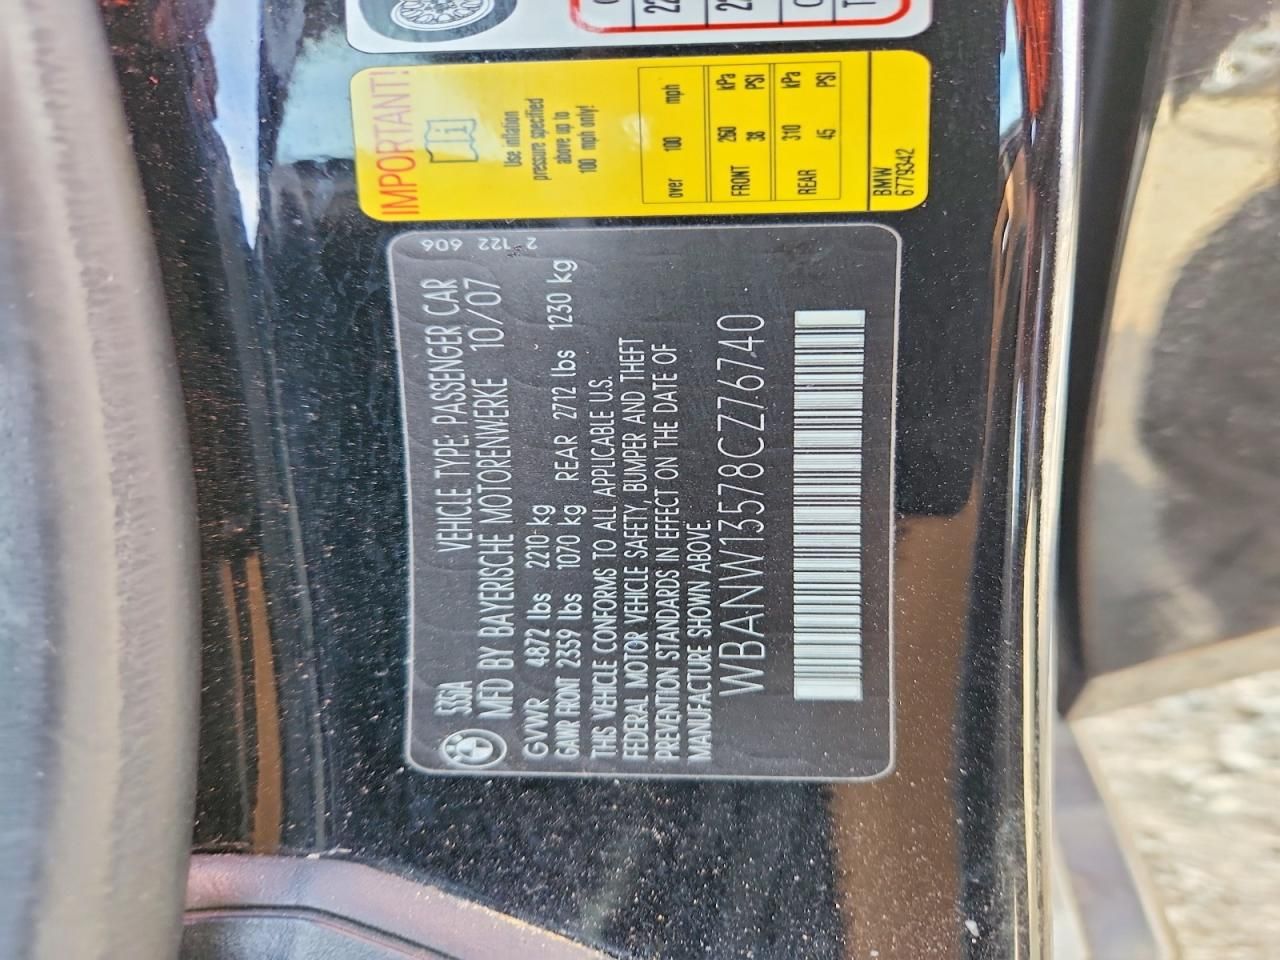 IMPORTANT!
Use inflation
pressure specified
above up to
100 mph only!
over 100 mph
FRONT 260 kPa
38 PSI
REAR 310 kPa
45 PSI
BMW
6779342
VEHICLE TYPE: PASSENGER CAR
MFD BY BAYERISCHE MOTORENWERKE 10/07
GVWR 4872 lbs 2210 kg
GAWR FRONT 2359 lbs 1070 kg REAR 2712 lbs 1230 kg
THIS VEHICLE CONFORMS TO ALL APPLICABLE U.S.
FEDERAL MOTOR VEHICLE SAFETY, BUMPER AND THEFT
PREVENTION STANDARDS IN EFFECT ON THE DATE OF
MANUFACTURE SHOWN ABOVE.
WBANW13578CZ76740
606 122 2